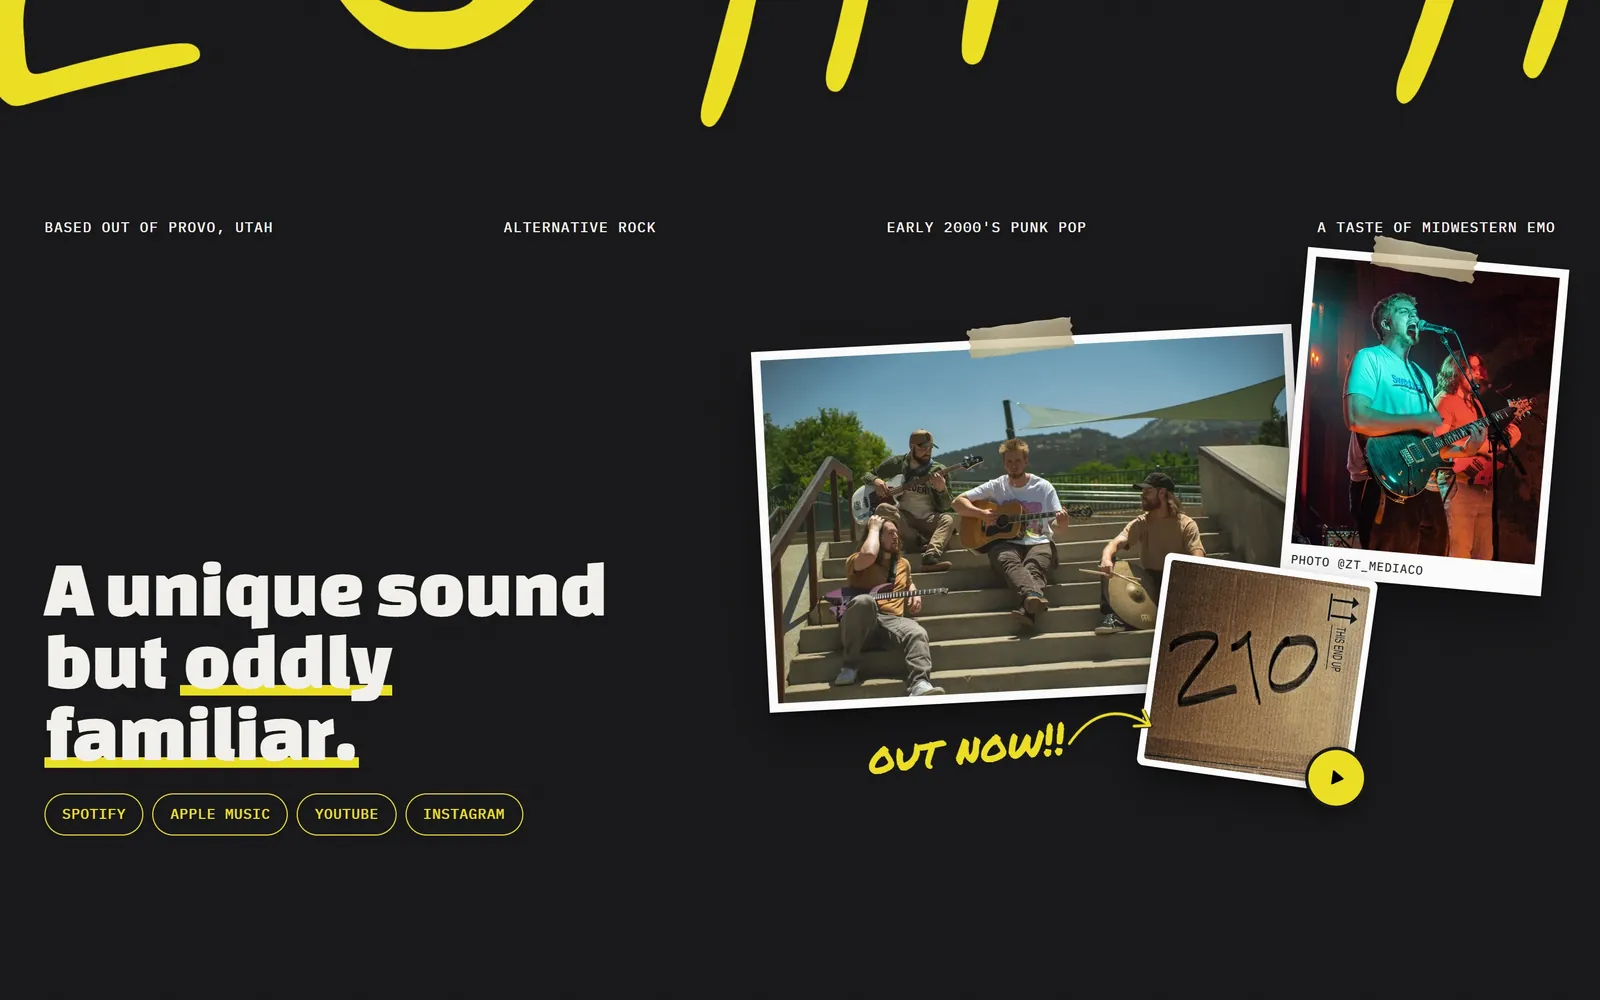 BASED OUT OF PROVO, UTAH
ALTERNATIVE ROCK
EARLY 2000'S PUNK POP
A TASTE OF MIDWESTERN EMO
PHOTO @ZT_MEDIACO
THIS END UP
210
OUT NOW!!
A unique sound
but oddly
familiar.
SPOTIFY
APPLE MUSIC
YOUTUBE
INSTAGRAM